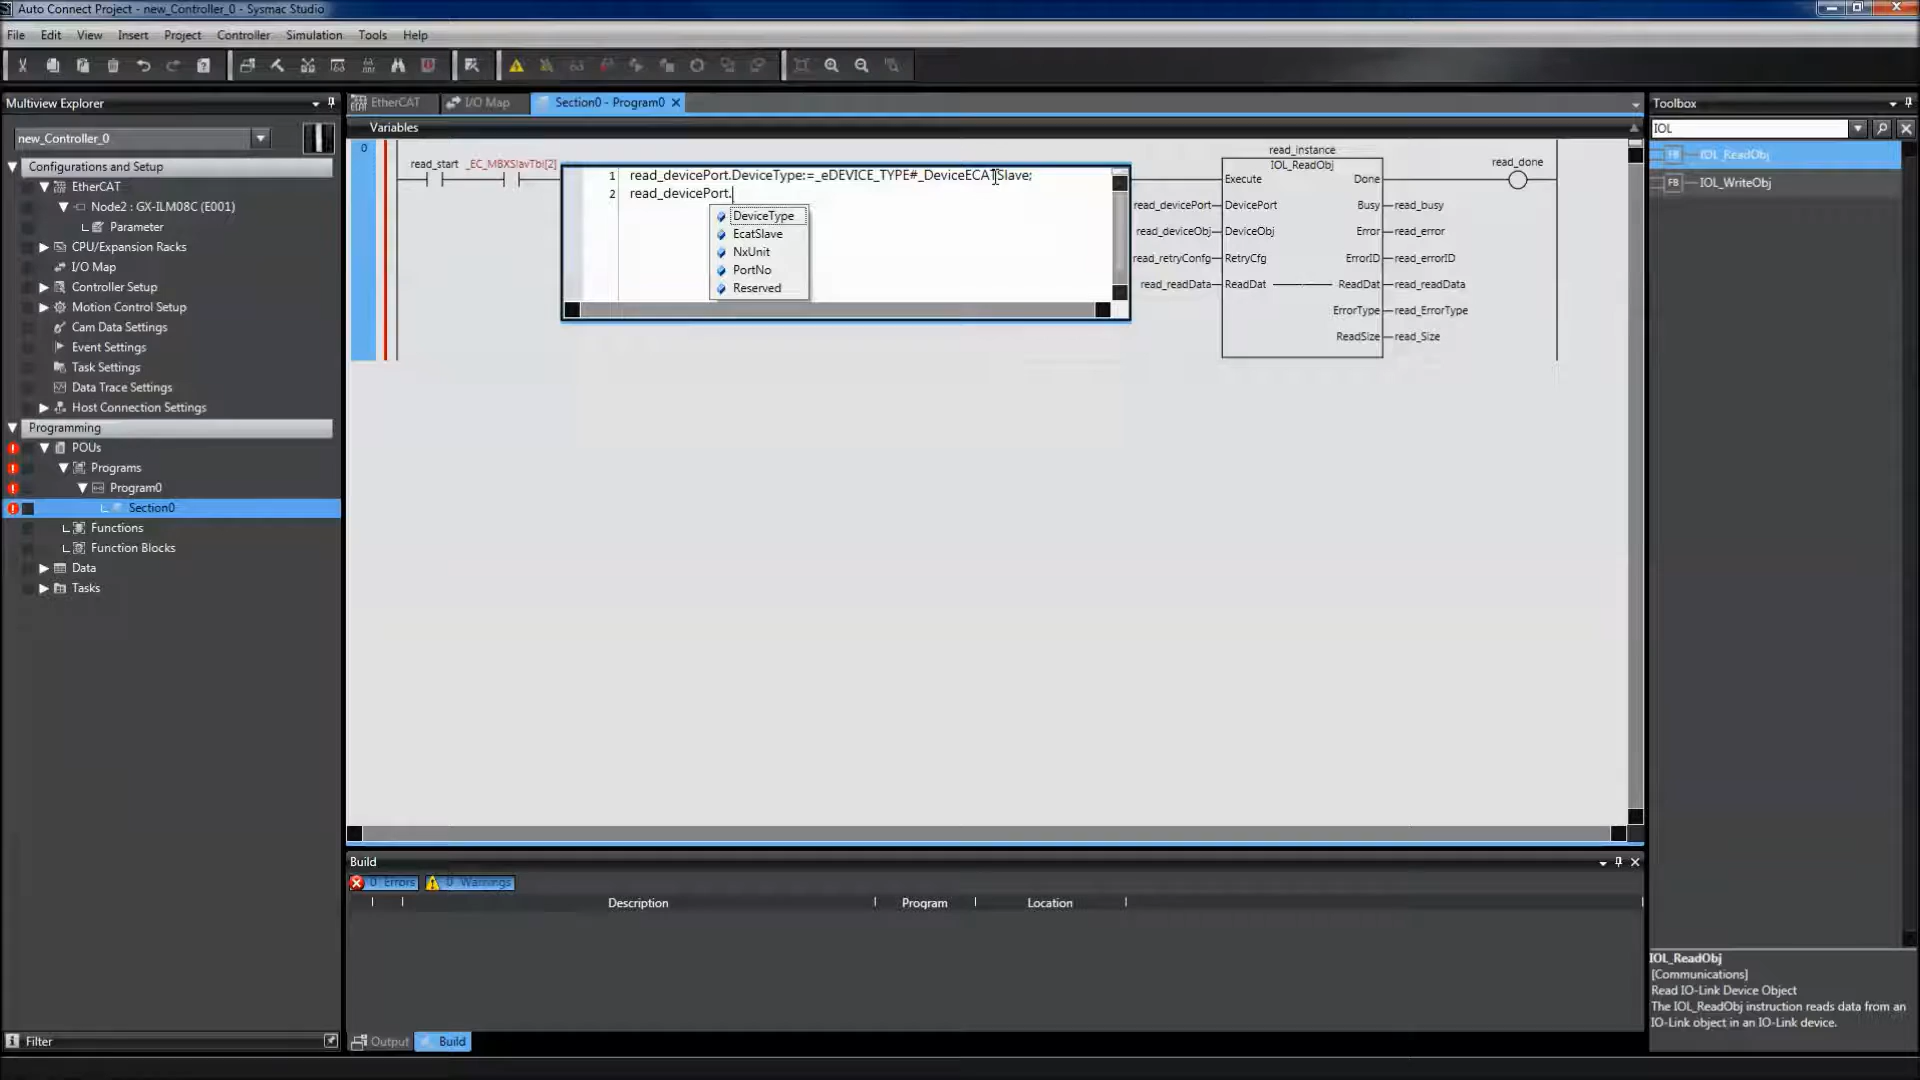 Auto Connect Project - new_Controller_0 - Sysmac Studio
File Edit View Insert Project Controller Simulation Tools Help
Multiview Explorer
new_Controller_0
Configurations and Setup
EtherCAT
Node2 : GX-ILM08C (E001)
Parameter
CPU/Expansion Racks
I/O Map
Controller Setup
Motion Control Setup
Cam Data Settings
Event Settings
Task Settings
Data Trace Settings
Host Connection Settings
Programming
POUs
Programs
Program0
Section0
Functions
Function Blocks
Data
Tasks
Filter
EtherCAT I/O Map Section0 - Program0
Variables
0
read_start _EC_MBXSlavTbl[2]
1 read_devicePort.DeviceType:=_eDEVICE_TYPE#_DeviceECATSlave;
2 read_devicePort.
DeviceType
EcatSlave
NxUnit
PortNo
Reserved
read_instance
IOL_ReadObj
read_done
Execute Done
read_devicePort DevicePort Busy read_busy
read_deviceObj DeviceObj Error read_error
read_retryConfg RetryCfg ErrorID read_errorID
read_readData ReadDat ReadDat read_readData
ErrorType read_ErrorType
ReadSize read_Size
Build
0 Errors 0 Warnings
Description Program Location
Output Build
Toolbox
IOL
FB IOL_ReadObj
FB IOL_WriteObj
IOL_ReadObj
[Communications]
Read IO-Link Device Object
The IOL_ReadObj instruction reads data from an
IO-Link object in an IO-Link device.